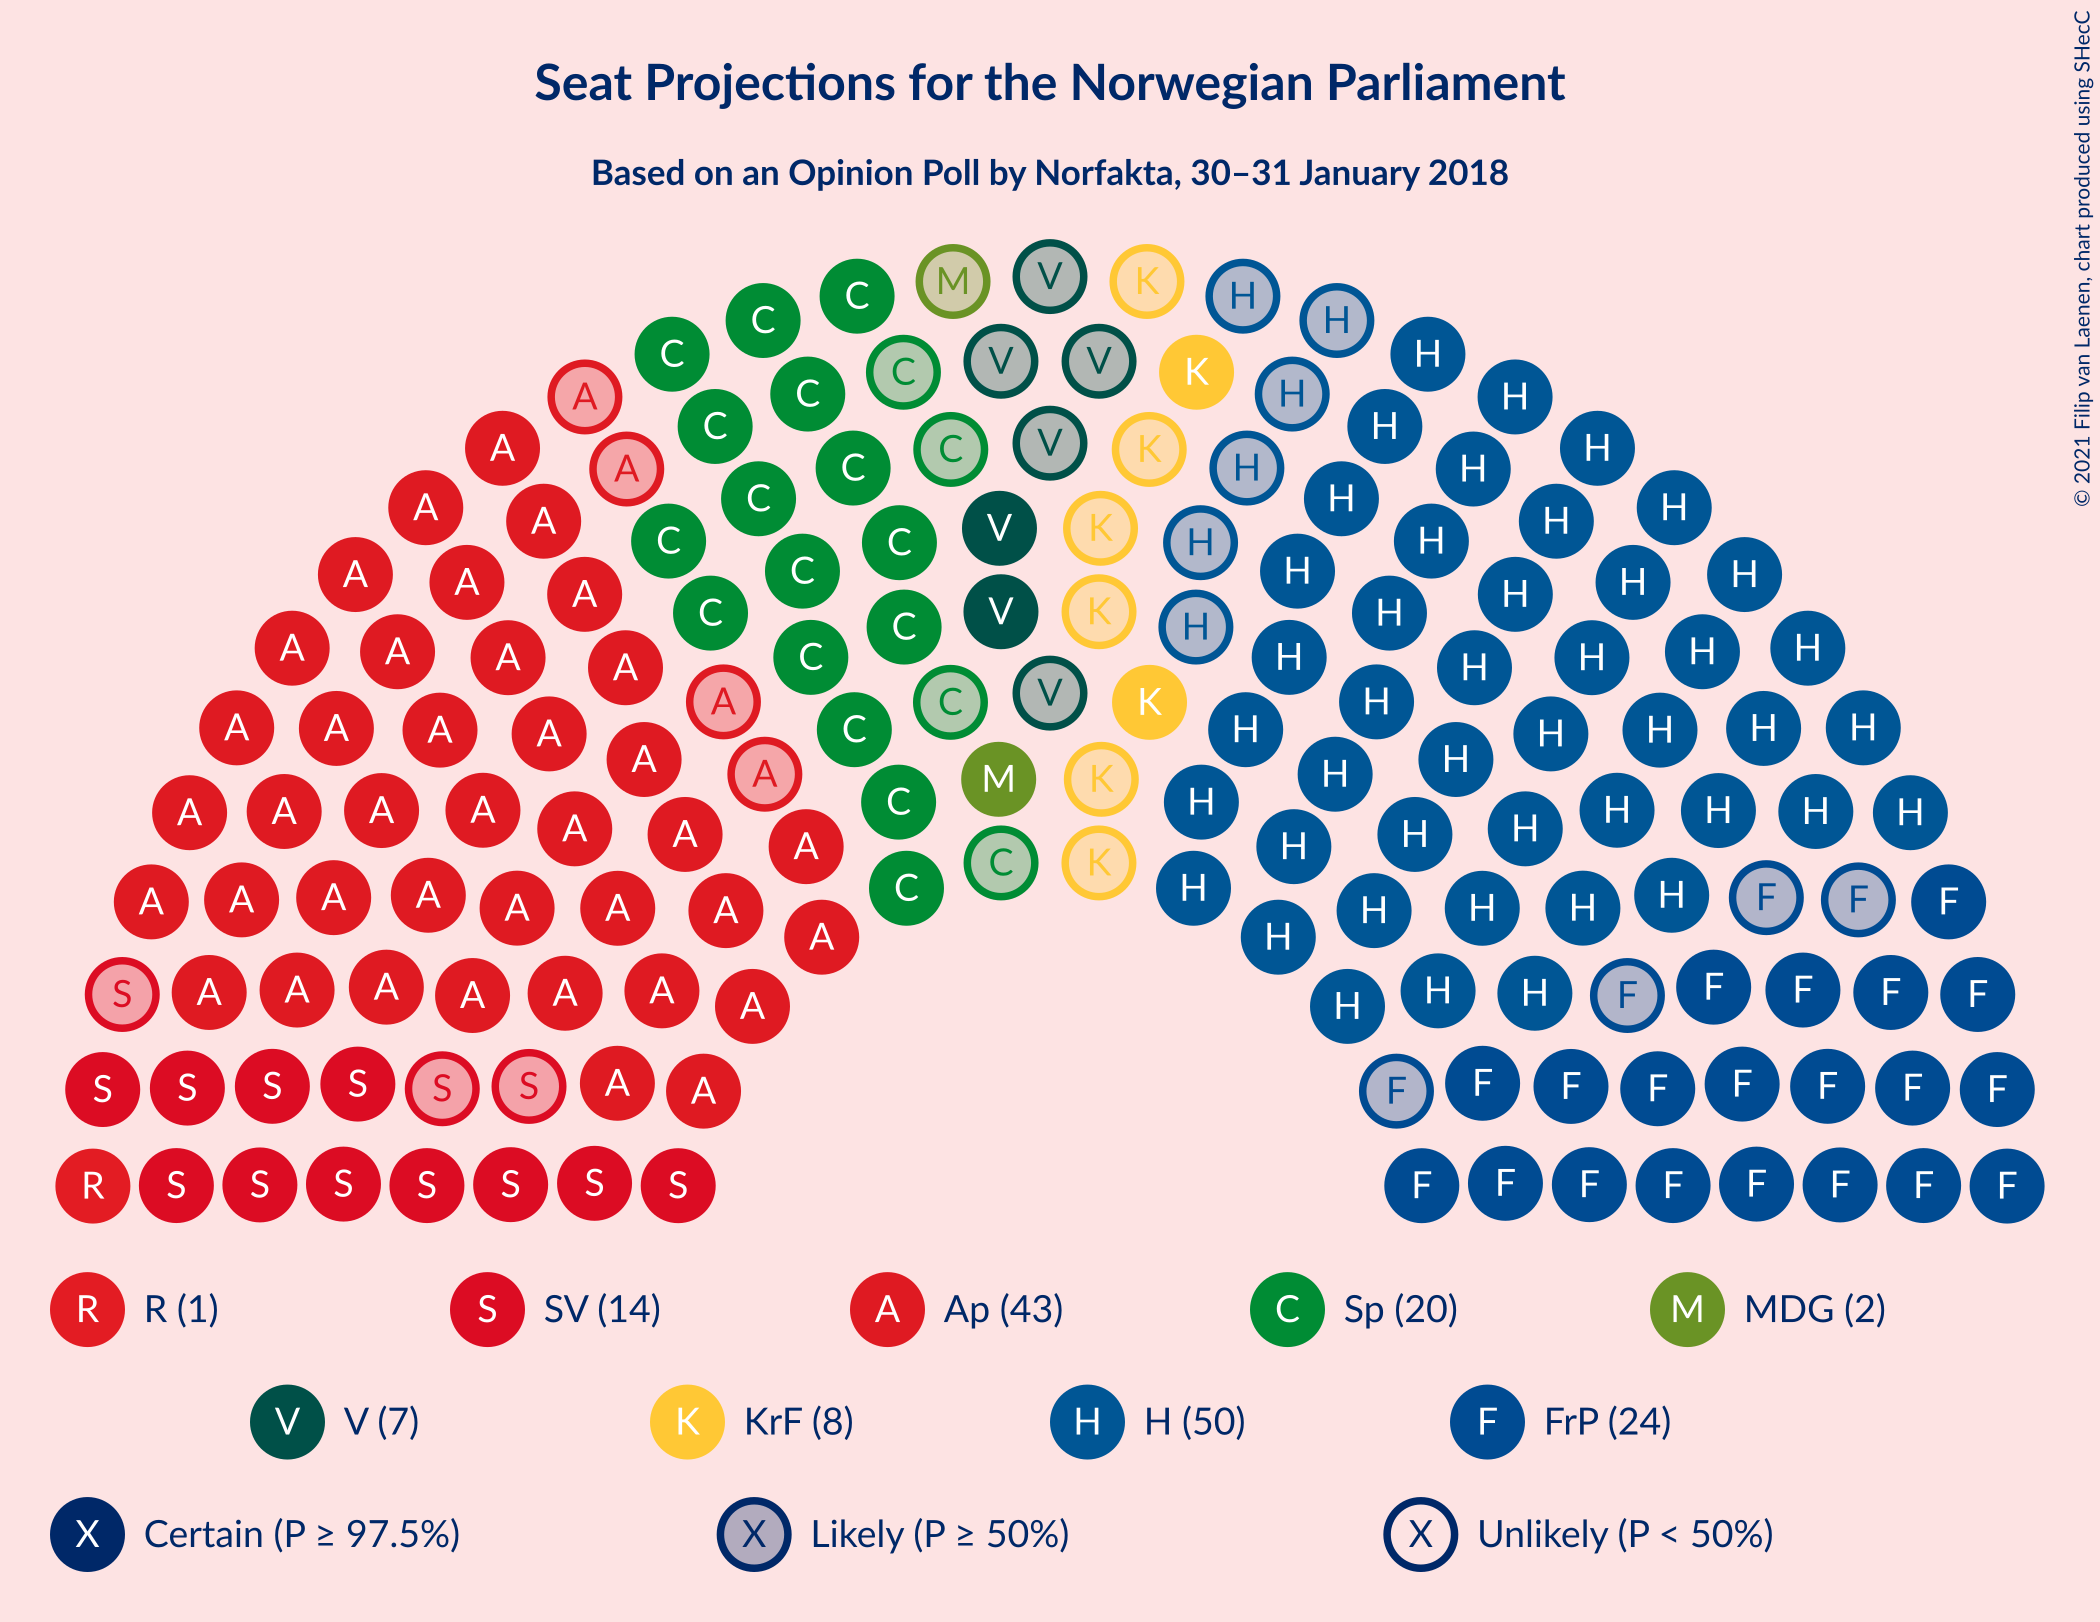 Seat Projections for the Norwegian Parliament
Based on an Opinion Poll by Norfakta, 30–31 January 2018
© 2021 Filip van Laenen, chart produced using SHecC
M V K
C H
C H
C V V K H
C H H
A C H H
C V K
C C H H
A C H H
A H H
C C H H
A C V K H H
A A H H
C C H H
A A C C H H
A C V K H H
A C H
A A C C H H
A A A C V K H H H
A A C H H
A A A C H H H
A A A A A M K H H H H
A A A A C C H H H H
A A A A A H H H H H
A A A A C C K H H H H F F
A A A A A A A C H H H H H F
S A A A A A A A H H H F F F F F
S S S S S S A A F F F F F F F F
R S S S S S S S F F F F F F F F
R R (1) S SV (14) A Ap (43) C Sp (20) M MDG (2)
V V (7) K KrF (8) H H (50) F FrP (24)
X Certain (P ≥ 97.5%) X Likely (P ≥ 50%) X Unlikely (P < 50%)